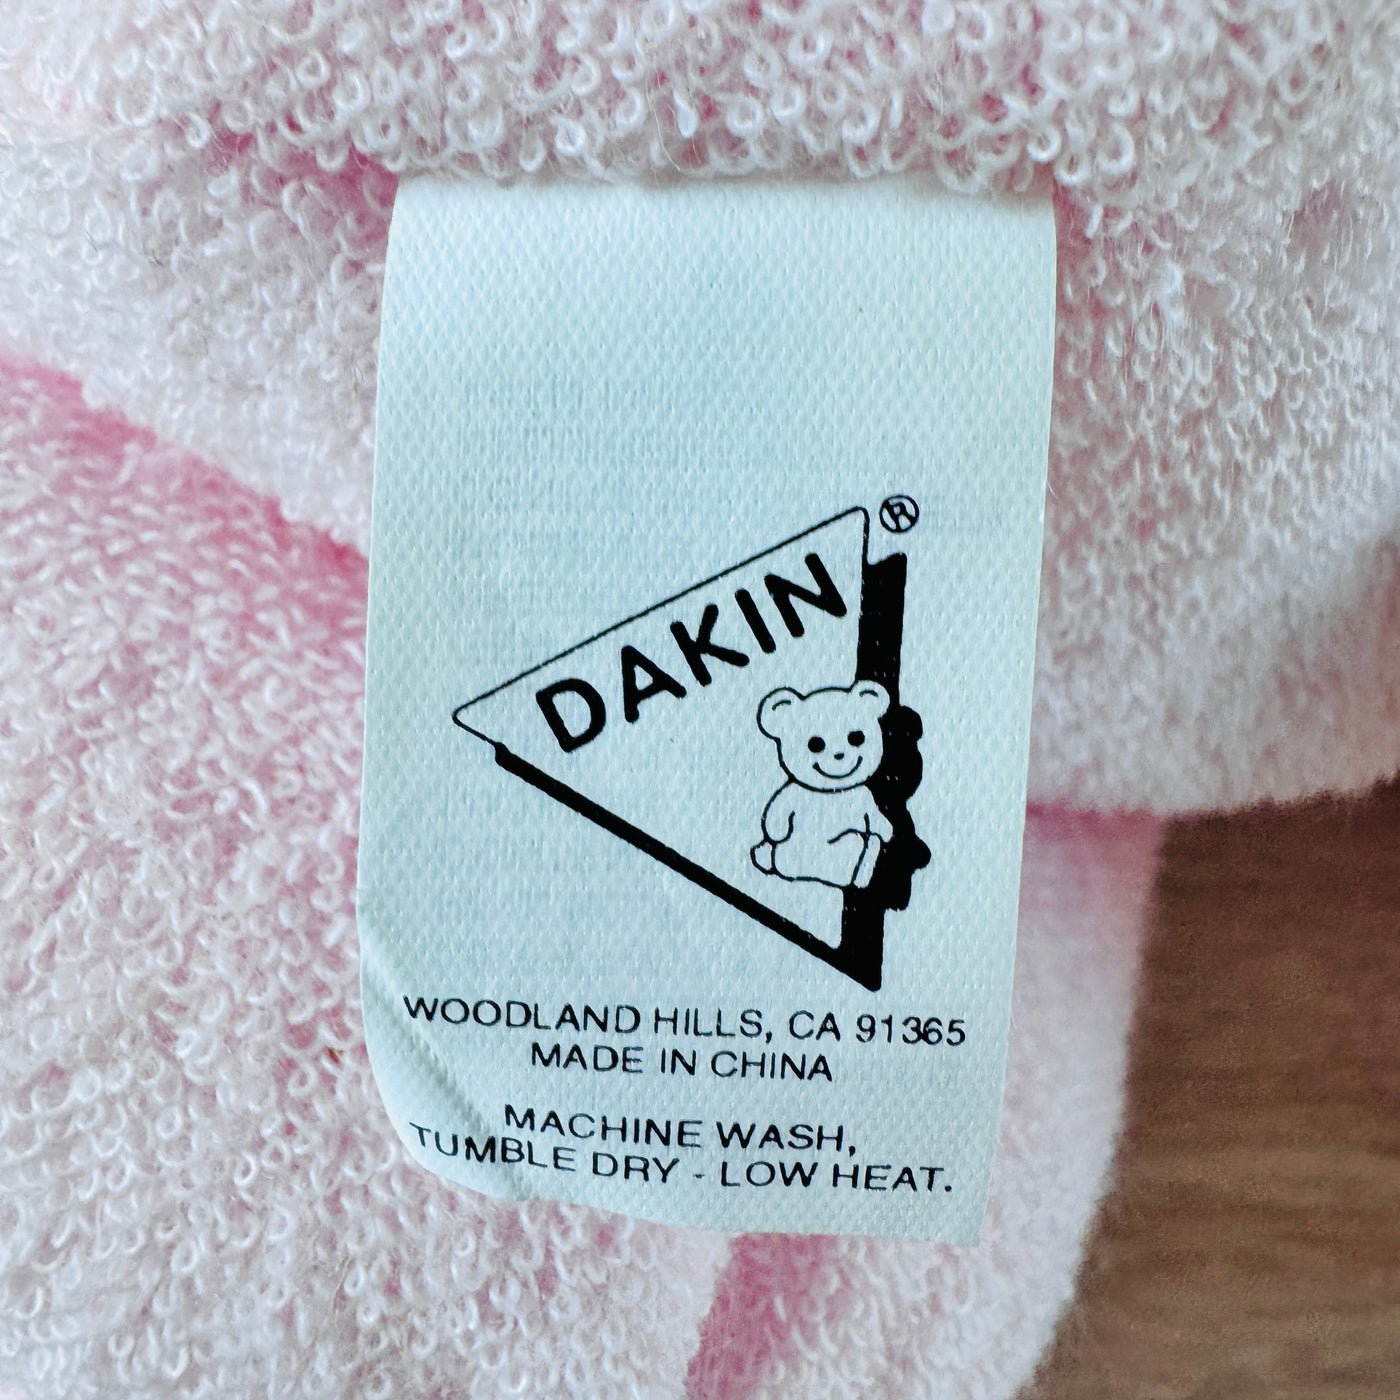 DAKIN®
WOODLAND HILLS, CA 91365
MADE IN CHINA
MACHINE WASH,
TUMBLE DRY - LOW HEAT.